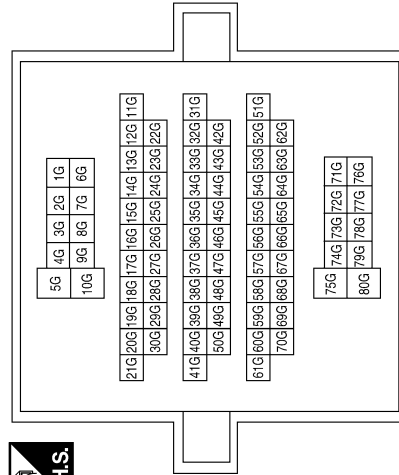 H.S.
5G 4G 3G 2G 1G
10G 9G 8G 7G 6G
21G 20G 19G 18G 17G 16G 15G 14G 13G 12G 11G
30G 29G 28G 27G 26G 25G 24G 23G 22G
41G 40G 39G 38G 37G 36G 35G 34G 33G 32G 31G
50G 49G 48G 47G 46G 45G 44G 43G 42G
61G 60G 59G 58G 57G 56G 55G 54G 53G 52G 51G
70G 69G 68G 67G 66G 65G 64G 63G 62G
75G 74G 73G 72G 71G
80G 79G 78G 77G 76G